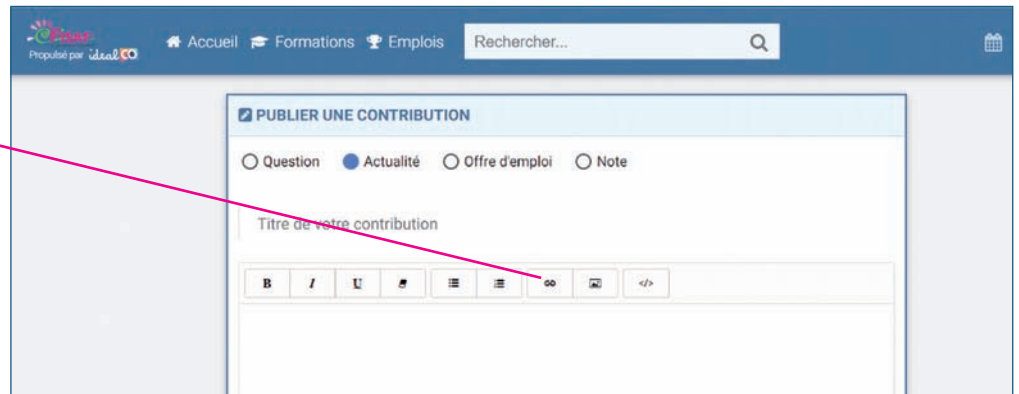 Accueil Formations Emplois Rechercher...
Propulsé par idealCO
PUBLIER UNE CONTRIBUTION
Question Actualité Offre d'emploi Note
Titre de votre contribution
B I U </>